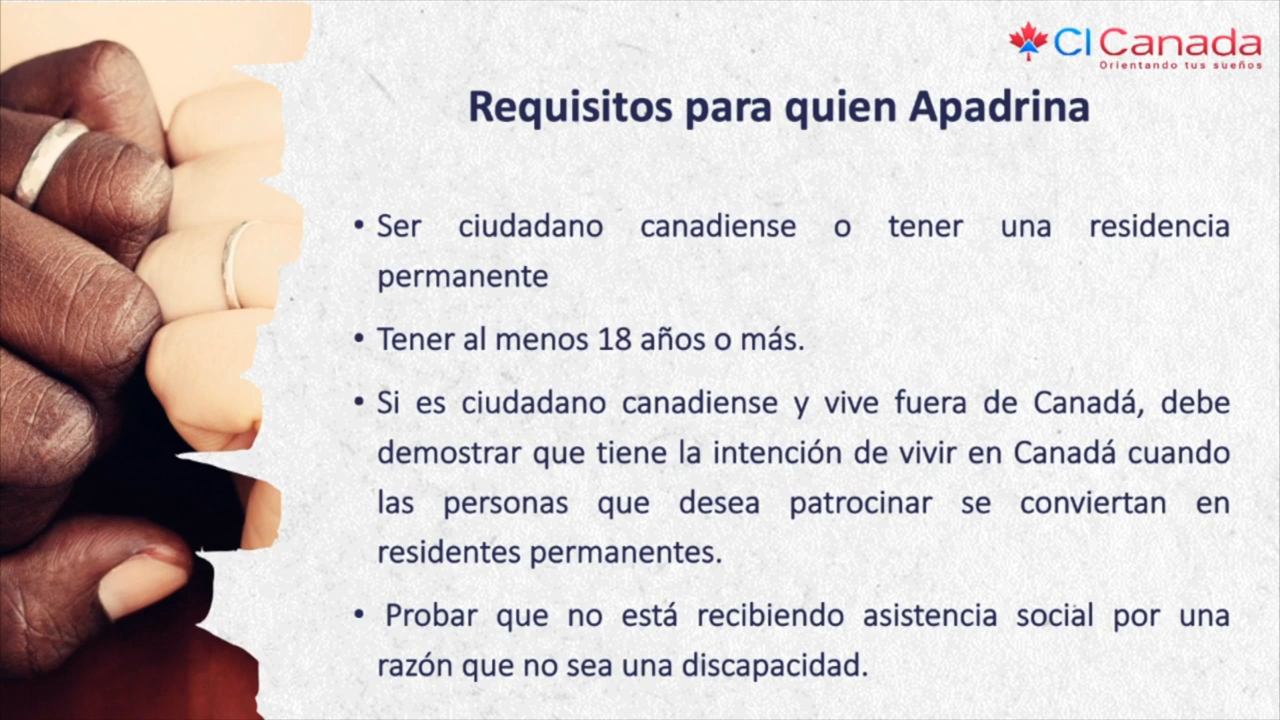 CI Canada
Orientando tus sueños
Requisitos para quien Apadrina
• Ser ciudadano canadiense o tener una residencia
permanente
• Tener al menos 18 años o más.
• Si es ciudadano canadiense y vive fuera de Canadá, debe
demostrar que tiene la intención de vivir en Canadá cuando
las personas que desea patrocinar se conviertan en
residentes permanentes.
• Probar que no está recibiendo asistencia social por una
razón que no sea una discapacidad.